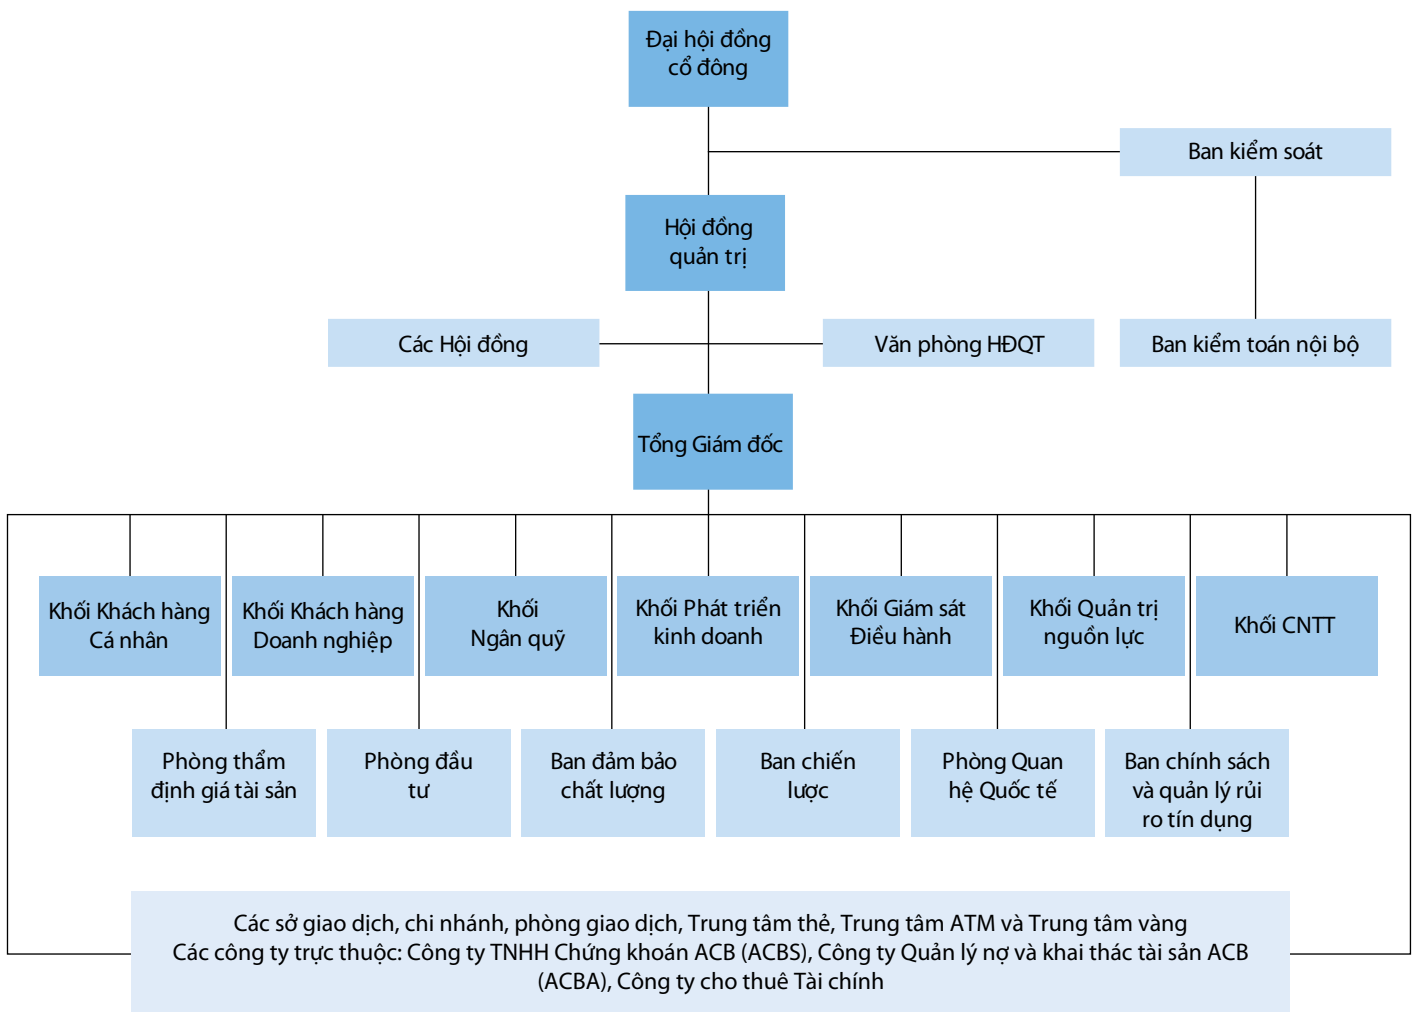 Đại hội đồng
cổ đông
Ban kiểm soát
Hội đồng
quản trị
Các Hội đồng
Văn phòng HĐQT
Ban kiểm toán nội bộ
Tổng Giám đốc
Khối Khách hàng
Cá nhân
Khối Khách hàng
Doanh nghiệp
Khối
Ngân quỹ
Khối Phát triển
kinh doanh
Khối Giám sát
Điều hành
Khối Quản trị
nguồn lực
Khối CNTT
Phòng thẩm
định giá tài sản
Phòng đầu
tư
Ban đảm bảo
chất lượng
Ban chiến
lược
Phòng Quan
hệ Quốc tế
Ban chính sách
và quản lý rủi
ro tín dụng
Các sở giao dịch, chi nhánh, phòng giao dịch, Trung tâm thẻ, Trung tâm ATM và Trung tâm vàng
Các công ty trực thuộc: Công ty TNHH Chứng khoán ACB (ACBS), Công ty Quản lý nợ và khai thác tài sản ACB
(ACBA), Công ty cho thuê Tài chính